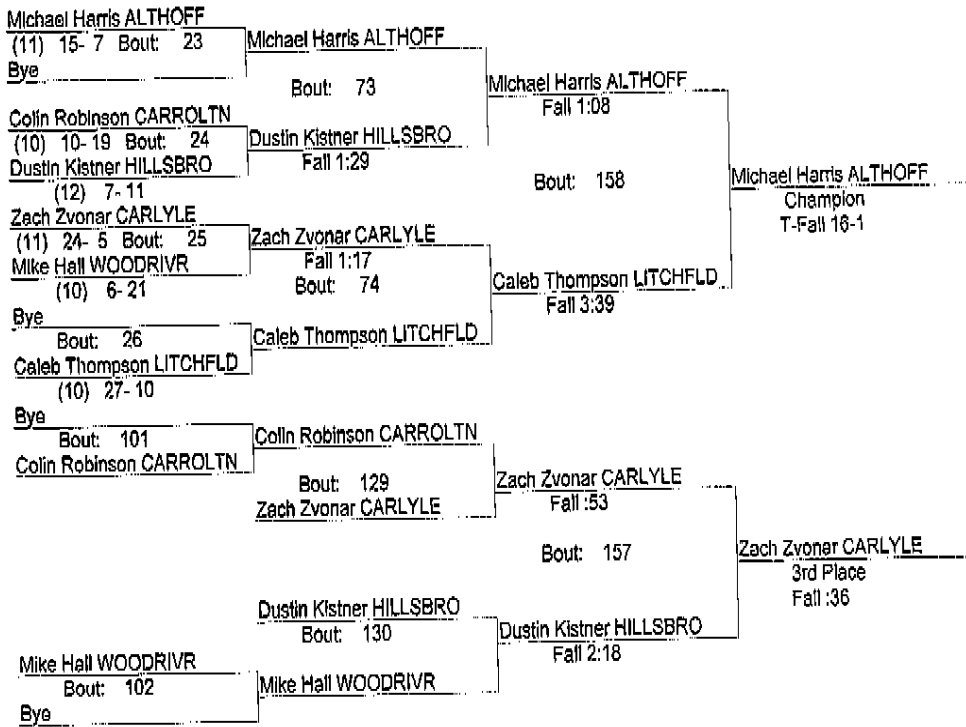 Michael Harris ALTHOFF
(11) 15- 7 Bout: 23
Bye
Michael Harris ALTHOFF
Bout: 73
Colin Robinson CARROLTN
(10) 10- 19 Bout: 24
Dustin Kistner HILLSBRO
(12) 7- 11
Dustin Kistner HILLSBRO
Fall 1:29
Michael Harris ALTHOFF
Fall 1:08
Bout: 158
Zach Zvonar CARLYLE
(11) 24- 5 Bout: 25
Mike Hall WOODRIVR
(10) 6- 21
Zach Zvonar CARLYLE
Fall 1:17
Bout: 74
Bye
Bout: 26
Caleb Thompson LITCHFLD
(10) 27- 10
Caleb Thompson LITCHFLD
Caleb Thompson LITCHFLD
Fall 3:39
Michael Harris ALTHOFF
Champion
T-Fall 16-1
Bye
Bout: 101
Colin Robinson CARROLTN
Colin Robinson CARROLTN
Bout: 129
Zach Zvonar CARLYLE
Zach Zvonar CARLYLE
Fall :53
Bout: 157
Dustin Kistner HILLSBRO
Bout: 130
Mike Hall WOODRIVR
Bout: 102
Bye
Mike Hall WOODRIVR
Dustin Kistner HILLSBRO
Fall 2:18
Zach Zvonar CARLYLE
3rd Place
Fall :36